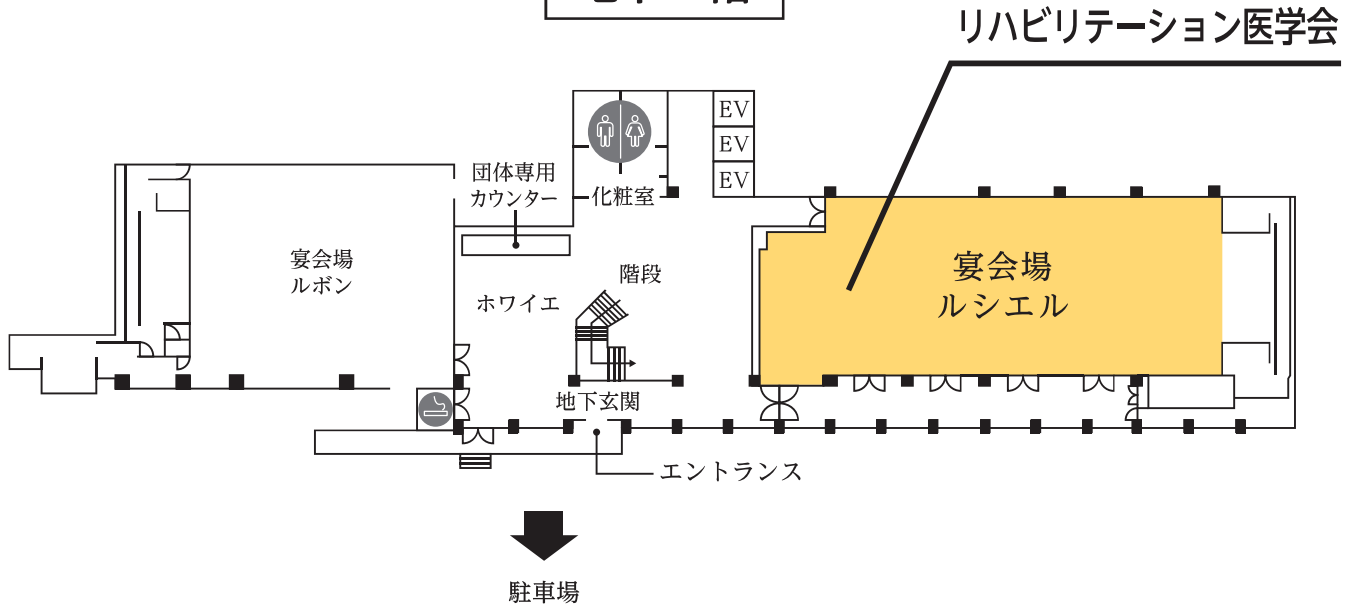 リハビリテーション医学会
EV
EV
EV
団体専用
カウンター
化粧室
宴会場
ルボン
階段
ホワイエ
宴会場
ルシエル
地下玄関
エントランス
駐車場